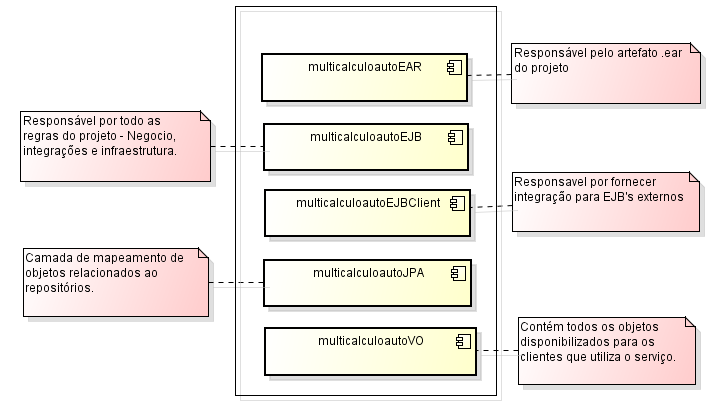 multicalculoautoEAR
Responsável pelo artefato .ear
do projeto
Responsável por todo as
regras do projeto - Negocio,
integrações e infraestrutura.
multicalculoautoEJB
multicalculoautoEJBClient
Responsavel por fornecer
integração para EJB's externos
Camada de mapeamento de
objetos relacionados ao
repositórios.
multicalculoautoJPA
multicalculoautoVO
Contém todos os objetos
disponibilizados para os
clientes que utiliza o serviço.